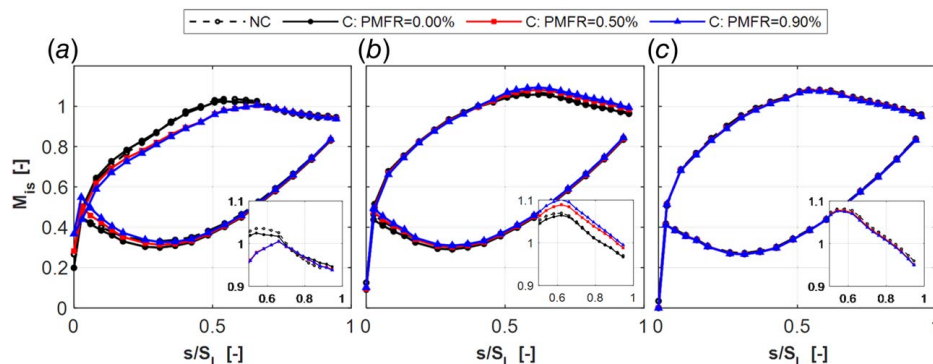 NC C: PMFR=0.00% C: PMFR=0.50% C: PMFR=0.90%
(a) (b) (c)
M_is [-]
1
0.8
0.6
0.4
0.2
0
1.1
1
0.9
0.6 0.8 1
1.1
1
0.9
0.6 0.8 1
1.1
1
0.9
0.6 0.8 1
0 0.5 1 0 0.5 1 0 0.5 1
s/S_L [-] s/S_L [-] s/S_L [-]